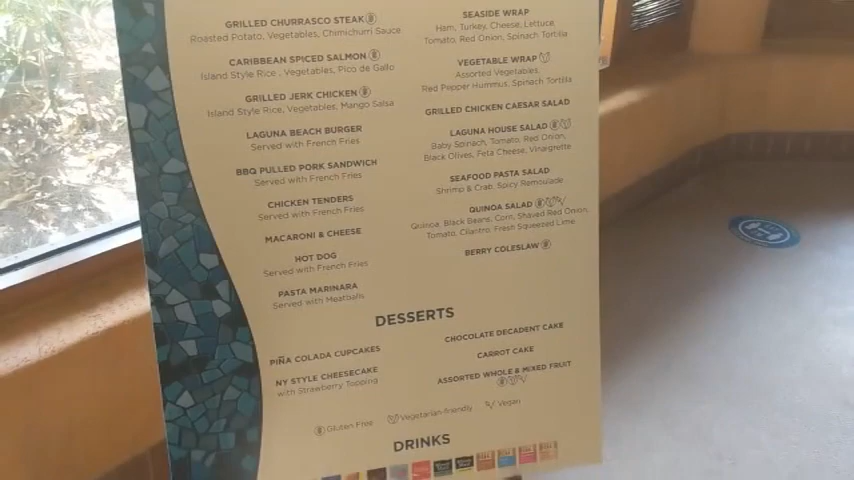 GRILLED CHURRASCO STEAK
Roasted Potato, Vegetables, Chimichurri Sauce
CARIBBEAN SPICED SALMON
Island Style Rice, Vegetables, Pico de Gallo
GRILLED JERK CHICKEN
Island Style Rice, Vegetables, Mango Salsa
LAGUNA BEACH BURGER
Served with French Fries
BBQ PULLED PORK SANDWICH
Served with French Fries
CHICKEN TENDERS
Served with French Fries
MACARONI & CHEESE
HOT DOG
Served with French Fries
PASTA MARINARA
Served with Meatballs
SEASIDE WRAP
Ham, Turkey, Cheese, Lettuce,
Tomato, Red Onion, Spinach Tortilla
VEGETABLE WRAP
Assorted Vegetables,
Red Pepper Hummus, Spinach Tortilla
GRILLED CHICKEN CAESAR SALAD
LAGUNA HOUSE SALAD
Baby Spinach, Tomato, Red Onion,
Black Olives, Feta Cheese, Vinaigrette
SEAFOOD PASTA SALAD
Shrimp & Crab, Spicy Remoulade
QUINOA SALAD
Quinoa, Black Beans, Corn, Shaved Red Onion,
Tomato, Cilantro, Fresh Squeezed Lime
BERRY COLESLAW
DESSERTS
PIÑA COLADA CUPCAKES
NY STYLE CHEESECAKE
with Strawberry Topping
CHOCOLATE DECADENT CAKE
CARROT CAKE
ASSORTED WHOLE & MIXED FRUIT
Gluten Free
Vegetarian-friendly
Vegan
DRINKS